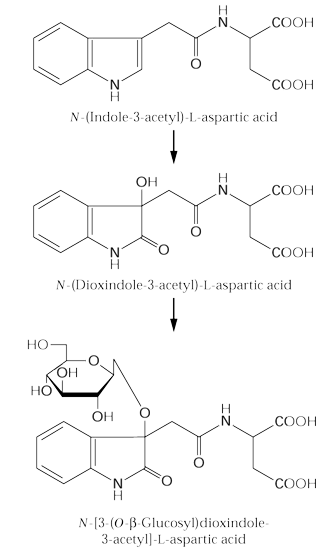 H
N
COOH
O
COOH
N
H
N-(Indole-3-acetyl)-L-aspartic acid
OH
H
N
COOH
O
O
COOH
N
H
N-(Dioxindole-3-acetyl)-L-aspartic acid
HO
O
OH
HO
OH
O
H
N
COOH
O
O
COOH
N
H
N-[3-(O-β-Glucosyl)dioxindole-
3-acetyl]-L-aspartic acid